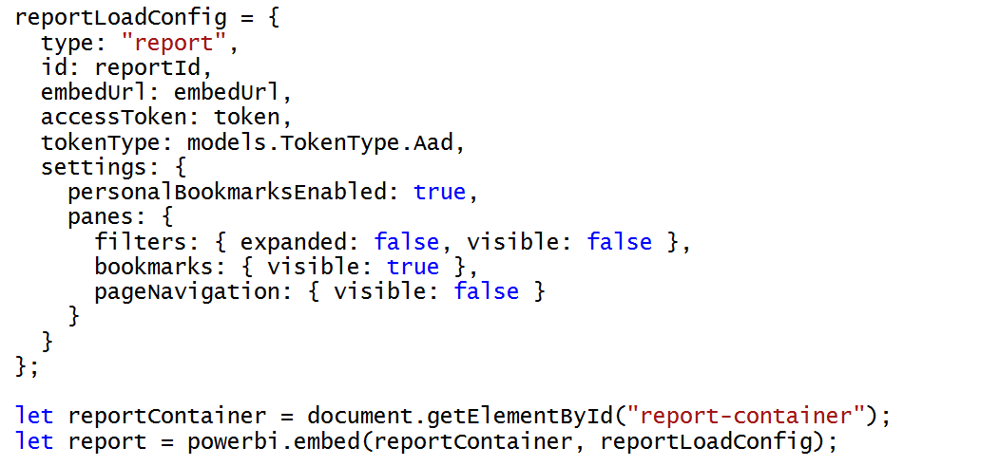 reportLoadConfig = {
  type: "report",
  id: reportId,
  embedUrl: embedUrl,
  accessToken: token,
  tokenType: models.TokenType.Aad,
  settings: {
    personalBookmarksEnabled: true,
    panes: {
      filters: { expanded: false, visible: false },
      bookmarks: { visible: true },
      pageNavigation: { visible: false }
    }
  }
};
let reportContainer = document.getElementById("report-container");
let report = powerbi.embed(reportContainer, reportLoadConfig);